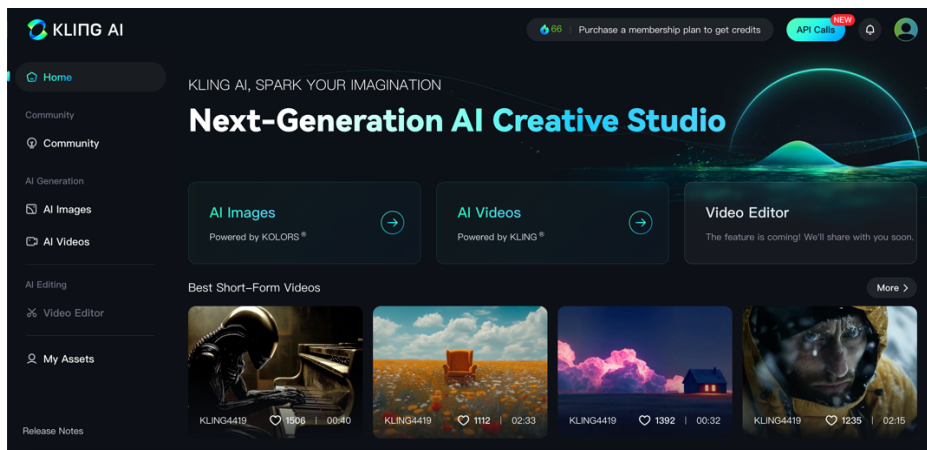 KLING AI
66 | Purchase a membership plan to get credits
API Calls
NEW
Home
Community
Community
AI Generation
AI Images
AI Videos
AI Editing
Video Editor
My Assets
Release Notes
KLING AI, SPARK YOUR IMAGINATION
Next-Generation AI Creative Studio
AI Images
Powered by KOLORS ®
AI Videos
Powered by KLING ®
Video Editor
The feature is coming! We'll share with you soon.
Best Short-Form Videos
More >
KLING4419 1506 | 00:40
KLING4419 1112 | 02:33
KLING4419 1392 | 00:32
KLING4419 1235 | 02:15